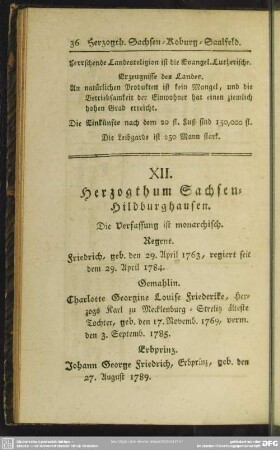 36 Herzogth. Sachsen-Koburg-Saalfeld.
Herrschende Landesreligion ist die Evangel. Lutherische.
Erzeugnisse des Landes.
An natürlichen Produkten ist kein Mangel, und die
Betriebsamkeit der Einwohner hat einen ziemlich
hohen Grad erreicht.
Die Einkünfte nach dem 20 fl. Fuß sind 150,000 fl.
Die Leibgarde ist 250 Mann stark.
XII.
Herzogthum Sachsen-
Hildburghausen.
Die Verfassung ist monarchisch.
Regent.
Friedrich, geb. den 29. April 1763, regiert seit
dem 29. April 1784.
Gemahlin.
Charlotte Georgine Louise Friederike, Her-
zogs Karl zu Mecklenburg-Strelitz älteste
Tochter, geb. den 17. Novemb. 1769, verm.
den 3. Septemb. 1785.
Erbprinz.
Johann George Friedrich, Erbprinz, geb. den
27. August 1789.